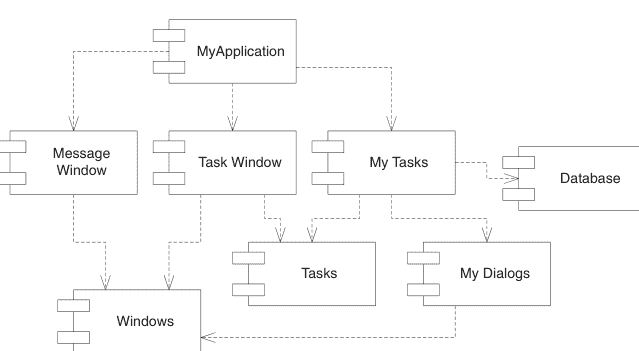 MyApplication
Message
Window
Task Window
My Tasks
Database
Tasks
My Dialogs
Windows